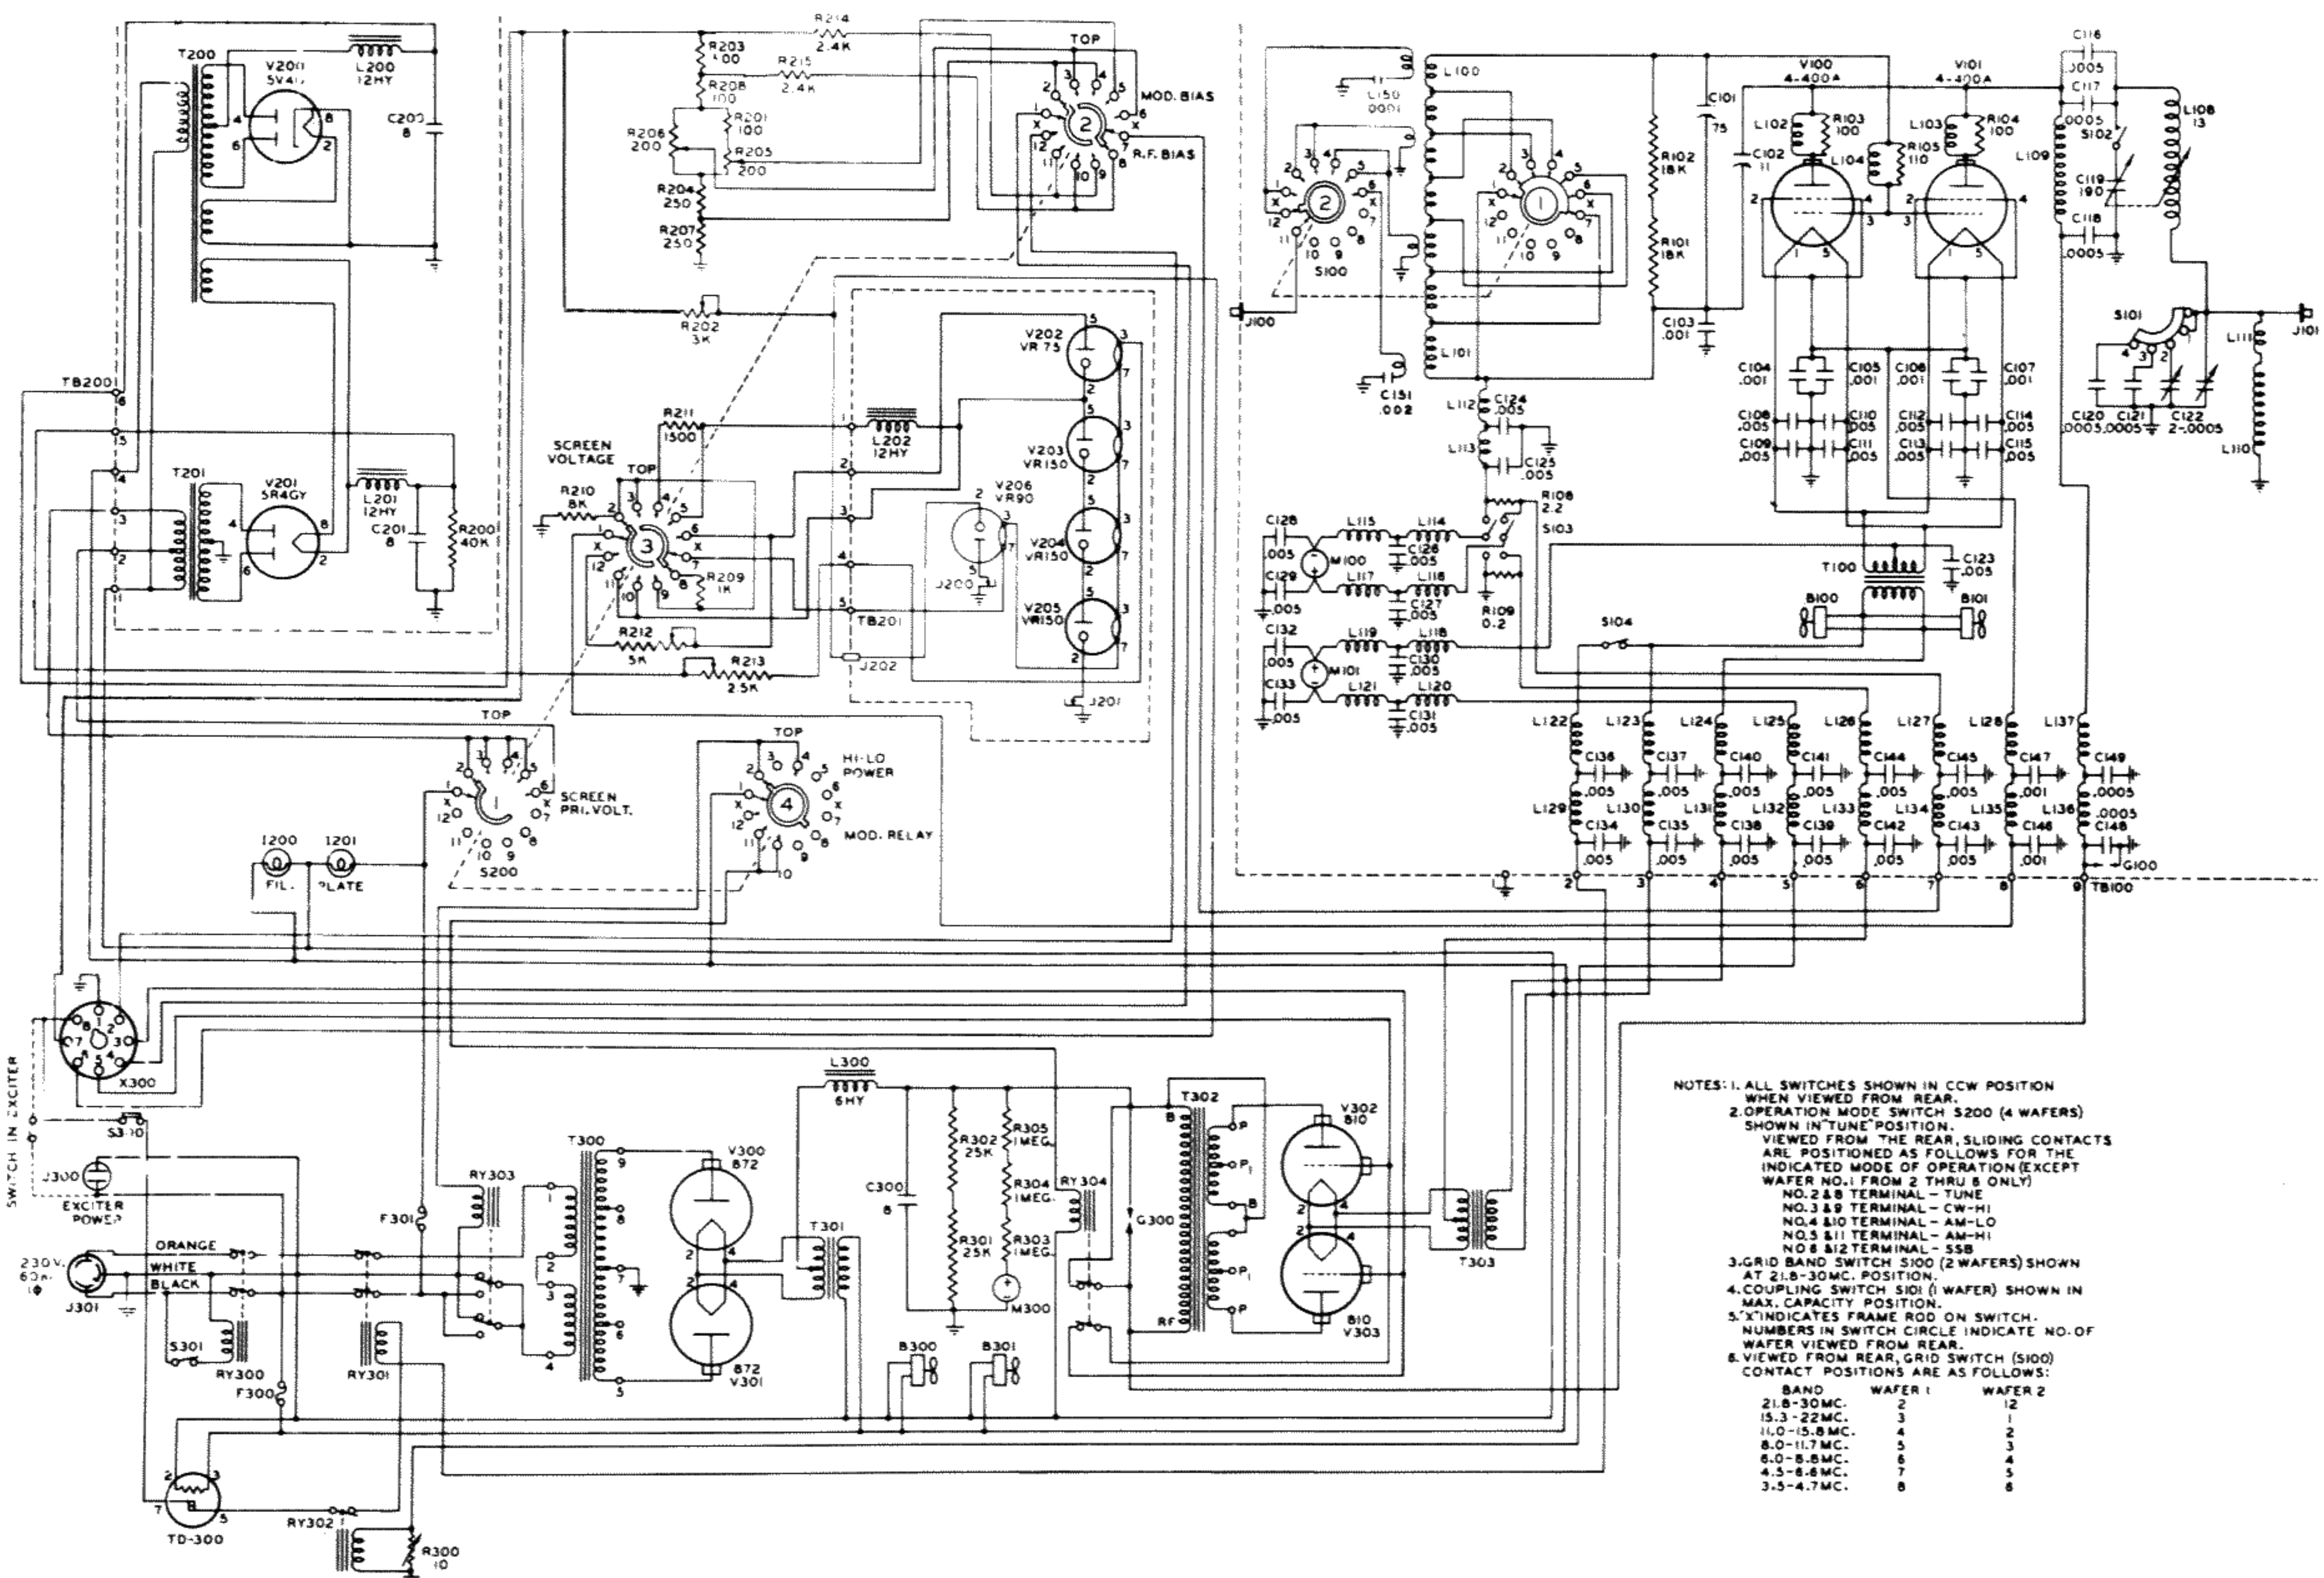 T200
V200
5V4G
L200
12HY
C200
8
T201
V201
5R4GY
L201
12HY
C201
8
R200
40K
TB200
6
5
4
3
2
1
R203
100
R208
100
R206
200
R201
100
R205
200
R204
250
R207
250
R214
2.4K
R215
2.4K
R202
3K
TOP
MOD. BIAS
R.F. BIAS
2
SCREEN
VOLTAGE
TOP
R211
1500
R210
8K
3
R209
1K
R212
5K
R213
2.5K
L202
12HY
V202
VR 75
V203
VR150
V204
VR150
V205
VR150
V206
VR90
J200
J201
J202
TB201
TOP
SCREEN
PRI. VOLT.
S200
TOP
HI-LO
POWER
MOD. RELAY
4
I200
FIL.
I201
PLATE
J100
L150
.0001
L100
L101
S100
2
1
C151
.002
R102
18K
R101
18K
C101
75
C102
11
C103
.001
V100
4-400A
V101
4-400A
L102
R103
100
L103
R104
100
L104
R105
110
C116
.0005
C117
.0005
S102
C119
190
C118
.0005
L109
L108
13
S101
J101
L111
L110
C120
.0005
C121
.0005
C122
2-.0005
C104
.001
C105
.001
C106
.001
C107
.001
C108
.005
C110
.005
C109
.005
C111
.005
C112
.005
C114
.005
C113
.005
C115
.005
L112
C124
.005
L113
C125
.005
R108
2.2
S103
R109
0.2
C128
.005
C129
.005
M100
L115
L114
C126
.005
L117
L116
C127
.005
C132
.005
C133
.005
M101
L119
L118
C130
.005
L121
L120
C131
.005
T100
C123
.005
B100
B101
S104
L122
L123
L124
L125
L126
L127
L128
L137
C136
.005
C137
.005
C140
.005
C141
.005
C144
.005
C145
.005
C147
.001
C149
.0005
L129
L130
L131
L132
L133
L134
L135
L136
.0005
C134
.005
C135
.005
C138
.005
C139
.005
C142
.005
C143
.005
C146
.001
C148
G100
1
2
3
4
5
6
7
8
9
TB100
X300
SWITCH IN EXCITER
S300
J300
EXCITER
POWER
230V.
60~
1Φ
J301
ORANGE
WHITE
BLACK
S301
RY300
F300
RY301
F301
RY303
T300
V300
872
872
V301
T301
L300
6HY
C300
8
R302
25K
R301
25K
R305
1MEG.
R304
1MEG.
R303
1MEG.
M300
RY304
G300
T302
V302
810
810
V303
T303
B300
B301
TD-300
RY302
R300
10
NOTES: 1. ALL SWITCHES SHOWN IN CCW POSITION
WHEN VIEWED FROM REAR.
2. OPERATION MODE SWITCH S200 (4 WAFERS)
SHOWN IN "TUNE" POSITION.
VIEWED FROM THE REAR, SLIDING CONTACTS
ARE POSITIONED AS FOLLOWS FOR THE
INDICATED MODE OF OPERATION (EXCEPT
WAFER NO.1 FROM 2 THRU 6 ONLY)
NO.2&8 TERMINAL - TUNE
NO.3 &9 TERMINAL - CW-HI
NO.4 &10 TERMINAL - AM-LO
NO.5 &11 TERMINAL - AM-HI
NO 6 &12 TERMINAL - SSB
3. GRID BAND SWITCH S100 (2 WAFERS) SHOWN
AT 21.8-30MC. POSITION.
4. COUPLING SWITCH S101 (1 WAFER) SHOWN IN
MAX. CAPACITY POSITION.
5. "X" INDICATES FRAME ROD ON SWITCH.
NUMBERS IN SWITCH CIRCLE INDICATE NO. OF
WAFER VIEWED FROM REAR.
6. VIEWED FROM REAR, GRID SWITCH (S100)
CONTACT POSITIONS ARE AS FOLLOWS:
BAND WAFER 1 WAFER 2
21.8-30MC. 2 12
15.3-22MC. 3 1
11.0-15.8MC. 4 2
8.0-11.7MC. 5 3
6.0-8.8MC. 6 4
4.5-6.6MC. 7 5
3.5-4.7MC. 8 6